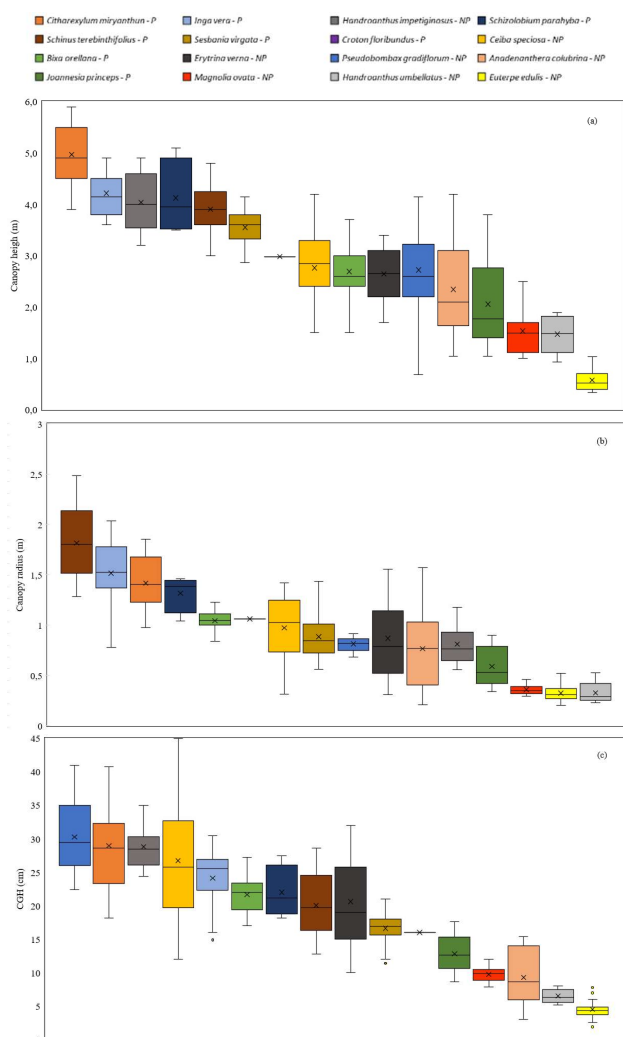 Citharexylum miryanthun - P
Inga vera - P
Handroanthus impetiginosus - NP
Schizolobium parahyba - P
Schinus terebinthifolius - P
Sesbania virgata - P
Croton floribundus - P
Ceiba speciosa - NP
Bixa orellana - P
Erytrina verna - NP
Pseudobombax gradiflorum - NP
Anadenanthera colubrina - NP
Joannesia princeps - P
Magnolia ovata - NP
Handroanthus umbellatus - NP
Euterpe edulis - NP
(a)
Canopy heigh (m)
6,0
5,0
4,0
3,0
2,0
1,0
0,0
(b)
Canopy radius (m)
3
2,5
2
1,5
1
0,5
0
(c)
CGH (cm)
45
40
35
30
25
20
15
10
5